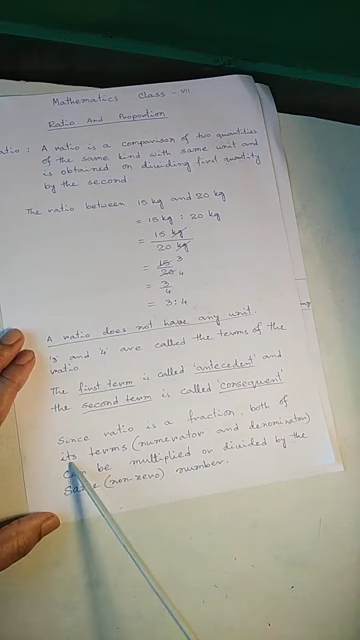 Mathematics Class - VII
Ratio And Proportion
atio : A ratio is a comparison of two quantities
of the same kind with same unit and
is obtained on dividing first quantity
by the second
The ratio between 15 kg and 20 kg
= 15 kg : 20 kg
= 15 kg / 20 kg
= 15 3 / 20 4
= 3 / 4
= 3 : 4
A ratio does not have any unit.
'3' and '4' are called the terms of the
ratio
The first term is called 'antecedent' and
the second term is called 'consequent'
Since ratio is a fraction, both of
its terms (numerator and denominator)
can be multiplied or divided by the
same (non-zero) number.